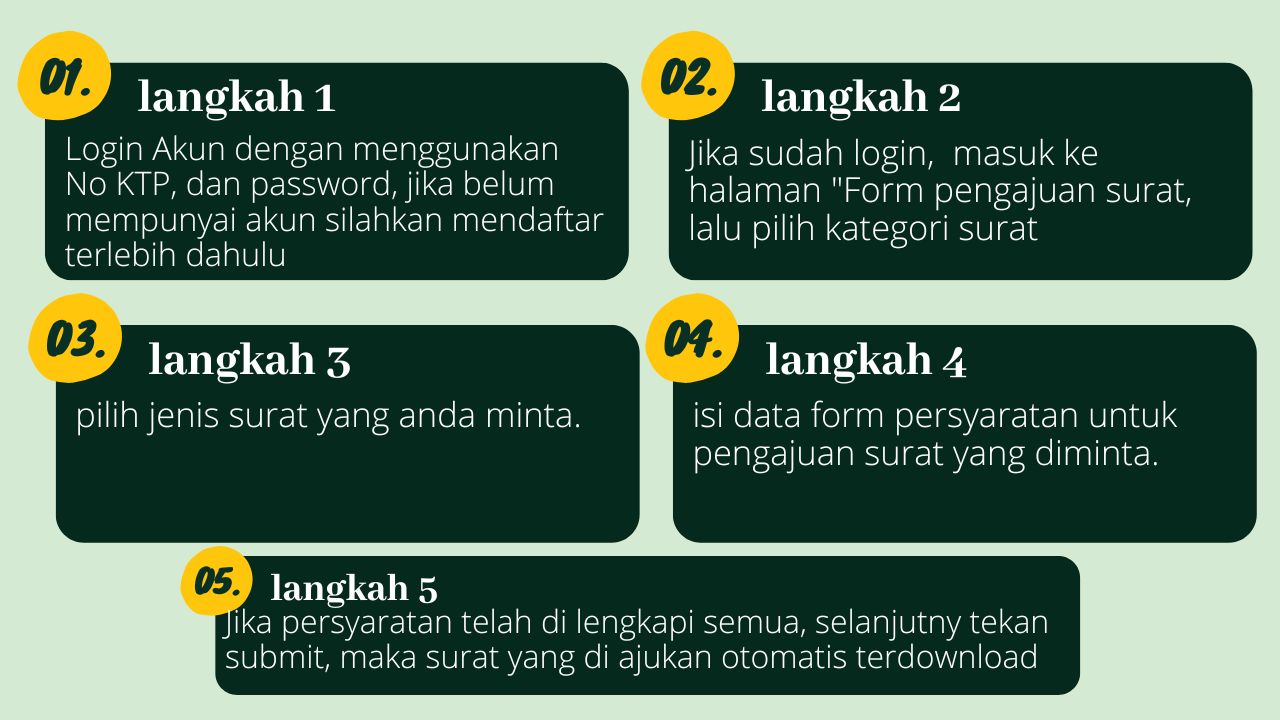 01.
langkah 1
Login Akun dengan menggunakan
No KTP, dan password, jika belum
mempunyai akun silahkan mendaftar
terlebih dahulu
02.
langkah 2
Jika sudah login,  masuk ke
halaman "Form pengajuan surat,
lalu pilih kategori surat
03.
langkah 3
pilih jenis surat yang anda minta.
04.
langkah 4
isi data form persyaratan untuk
pengajuan surat yang diminta.
05.
langkah 5
Jika persyaratan telah di lengkapi semua, selanjutny tekan
submit, maka surat yang di ajukan otomatis terdownload